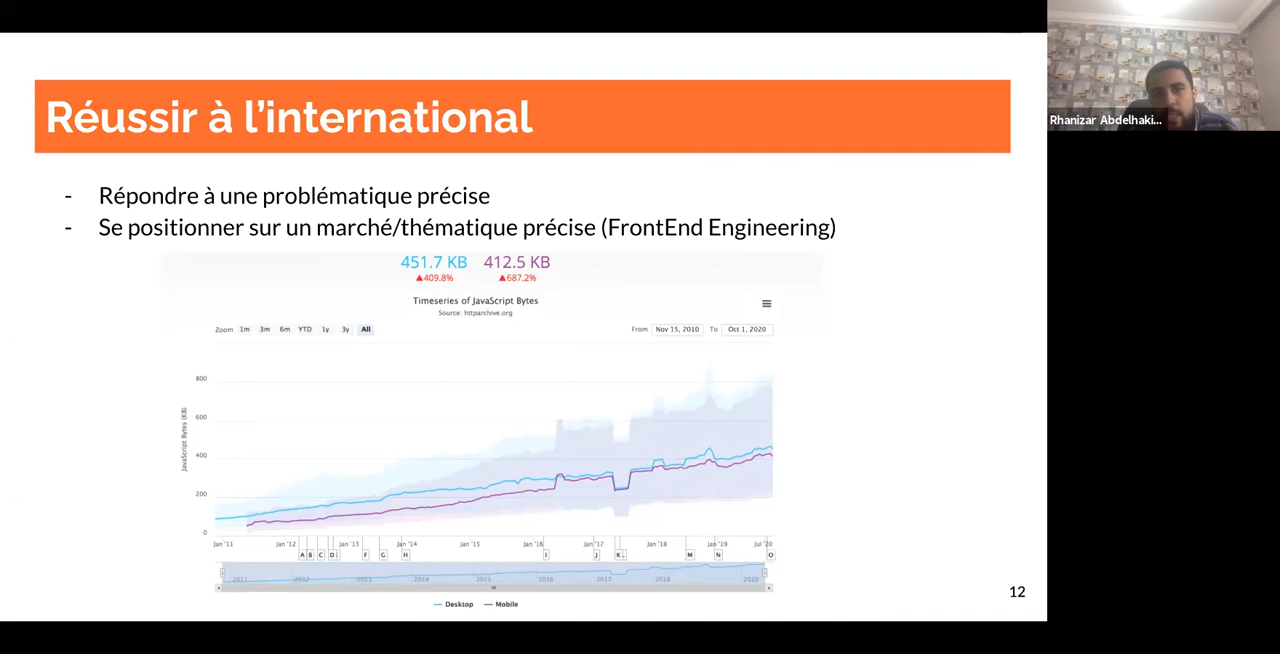 Réussir à l'international
Rhanizar Abdelhaki...
- Répondre à une problématique précise
- Se positionner sur un marché/thématique précise (FrontEnd Engineering)
451.7 KB 412.5 KB
▲409.8% ▲687.2%
Timeseries of JavaScript Bytes
Source: httparchive.org
Zoom 1m 3m 6m YTD 1y 3y All From Nov 15, 2010 To Oct 1, 2020
JavaScript Bytes (KB)
800
600
400
200
0
Jan '11 Jan '12 Jan '13 Jan '14 Jan '15 Jan '16 Jan '17 Jan '18 Jan '19 Jul '20
A B C D F G H I J K M N O
2011 2012 2013 2014 2015 2016 2017 2018 2020
Desktop Mobile
12